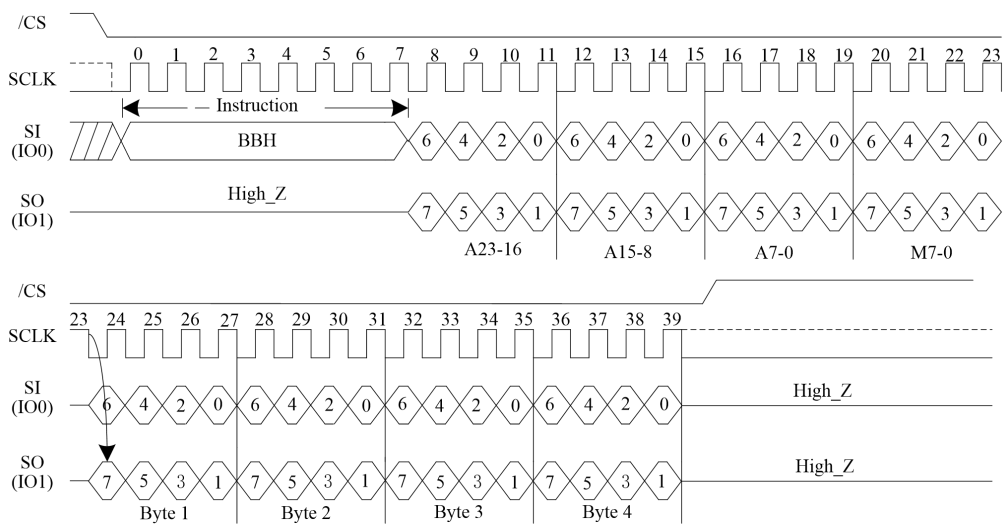 /CS
0 1 2 3 4 5 6 7 8 9 10 11 12 13 14 15 16 17 18 19 20 21 22 23
SCLK
Instruction
SI
(IO0)
BBH
6 4 2 0 6 4 2 0 6 4 2 0 6 4 2 0
High_Z
SO
(IO1)
7 5 3 1 7 5 3 1 7 5 3 1 7 5 3 1
A23-16 A15-8 A7-0 M7-0
/CS
23 24 25 26 27 28 29 30 31 32 33 34 35 36 37 38 39
SCLK
SI
(IO0)
6 4 2 0 6 4 2 0 6 4 2 0 6 4 2 0
High_Z
SO
(IO1)
7 5 3 1 7 5 3 1 7 5 3 1 7 5 3 1
High_Z
Byte 1 Byte 2 Byte 3 Byte 4